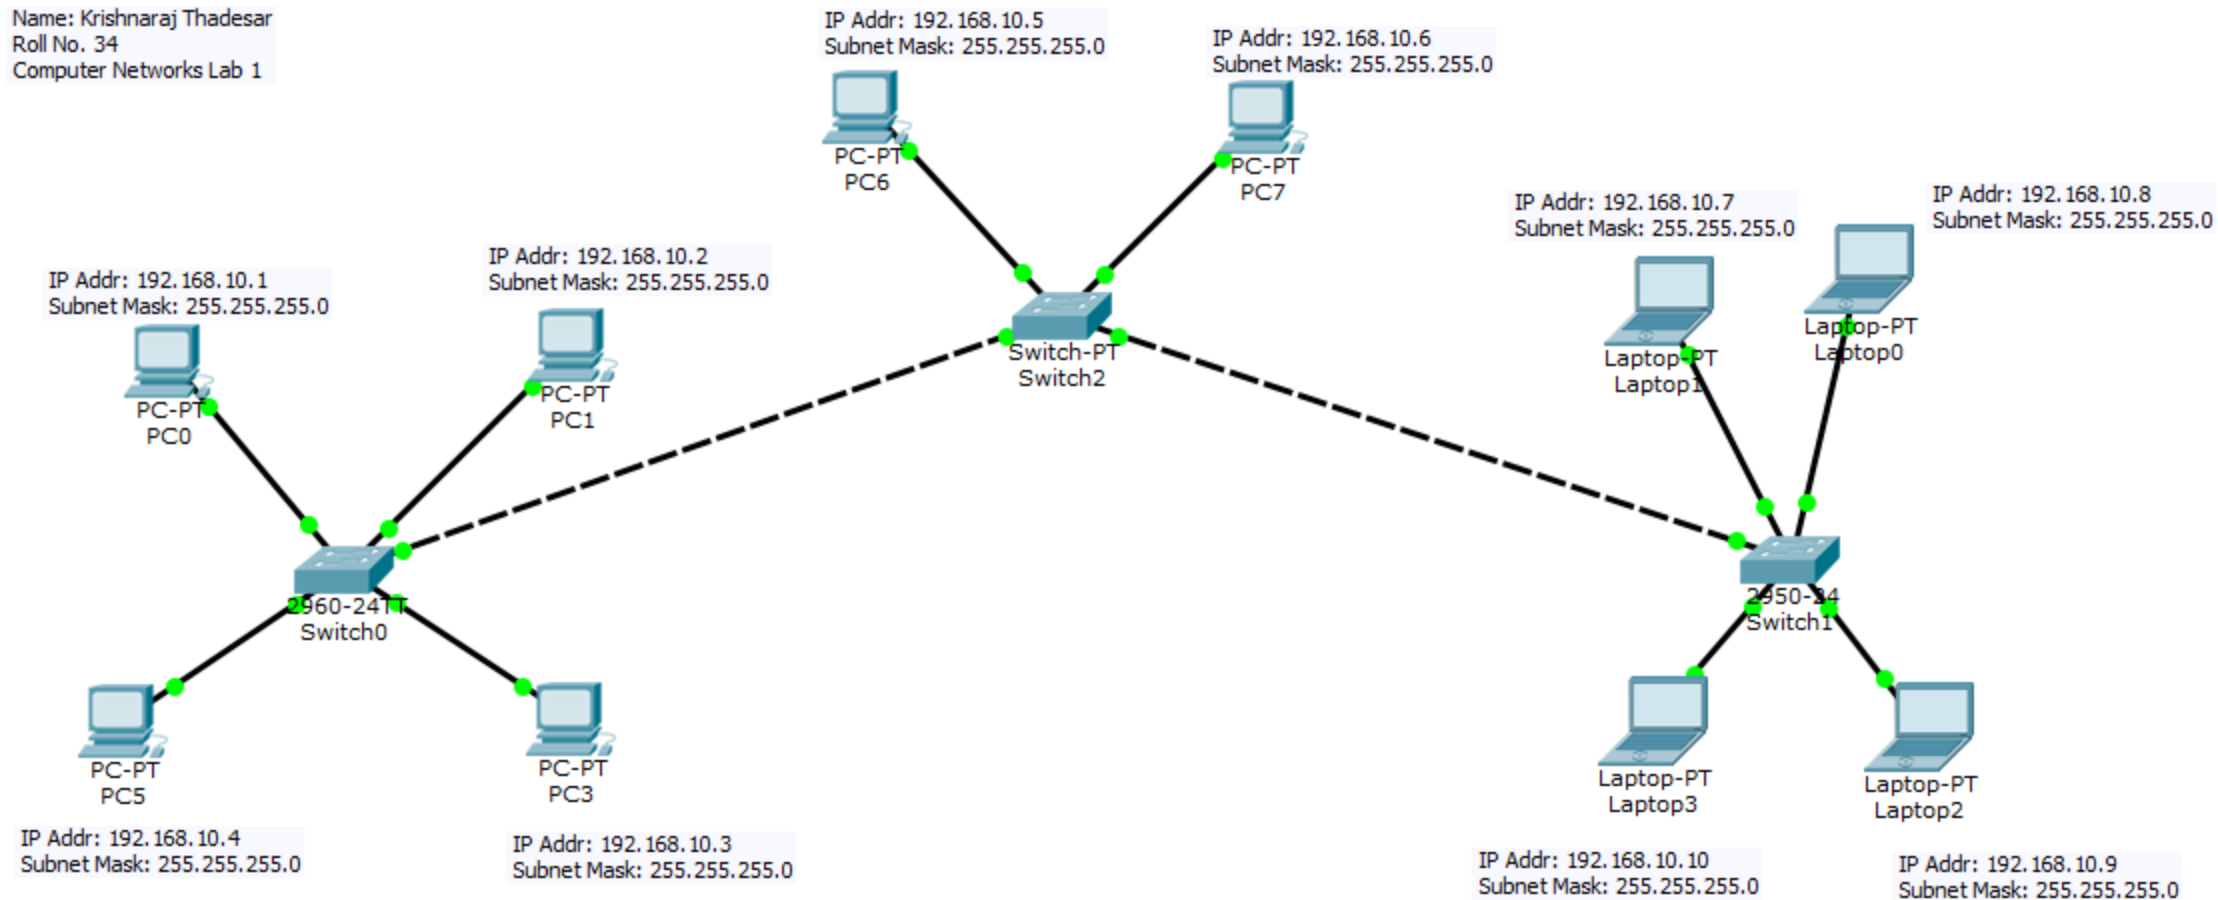 Name: Krishnaraj Thadesar
Roll No. 34
Computer Networks Lab 1
IP Addr: 192.168.10.5
Subnet Mask: 255.255.255.0
PC-PT
PC6
IP Addr: 192.168.10.6
Subnet Mask: 255.255.255.0
PC-PT
PC7
IP Addr: 192.168.10.7
Subnet Mask: 255.255.255.0
Laptop-PT
Laptop1
IP Addr: 192.168.10.8
Subnet Mask: 255.255.255.0
Laptop-PT
Laptop0
IP Addr: 192.168.10.1
Subnet Mask: 255.255.255.0
PC-PT
PC0
IP Addr: 192.168.10.2
Subnet Mask: 255.255.255.0
PC-PT
PC1
Switch-PT
Switch2
2960-24TT
Switch0
2950-24
Switch1
PC-PT
PC5
IP Addr: 192.168.10.4
Subnet Mask: 255.255.255.0
PC-PT
PC3
IP Addr: 192.168.10.3
Subnet Mask: 255.255.255.0
Laptop-PT
Laptop3
IP Addr: 192.168.10.10
Subnet Mask: 255.255.255.0
Laptop-PT
Laptop2
IP Addr: 192.168.10.9
Subnet Mask: 255.255.255.0